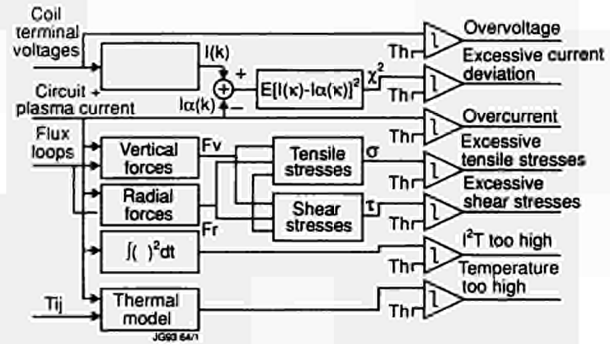 Coil
terminal
voltages
I(k)
+
+
Iα(k)
−
E[I(κ)-Iα(κ)]²
χ²
Th
Overvoltage
Th
Excessive current
deviation
Circuit +
plasma current
Th
Overcurrent
Flux
loops
Vertical
forces
Fv
Radial
forces
Fr
Tensile
stresses
σ
Th
Excessive
tensile stresses
Shear
stresses
τ
Th
Excessive
shear stresses
∫( )²dt
Th
I²T too high
Tij
Thermal
model
Th
Temperature
too high
JG93 64/1